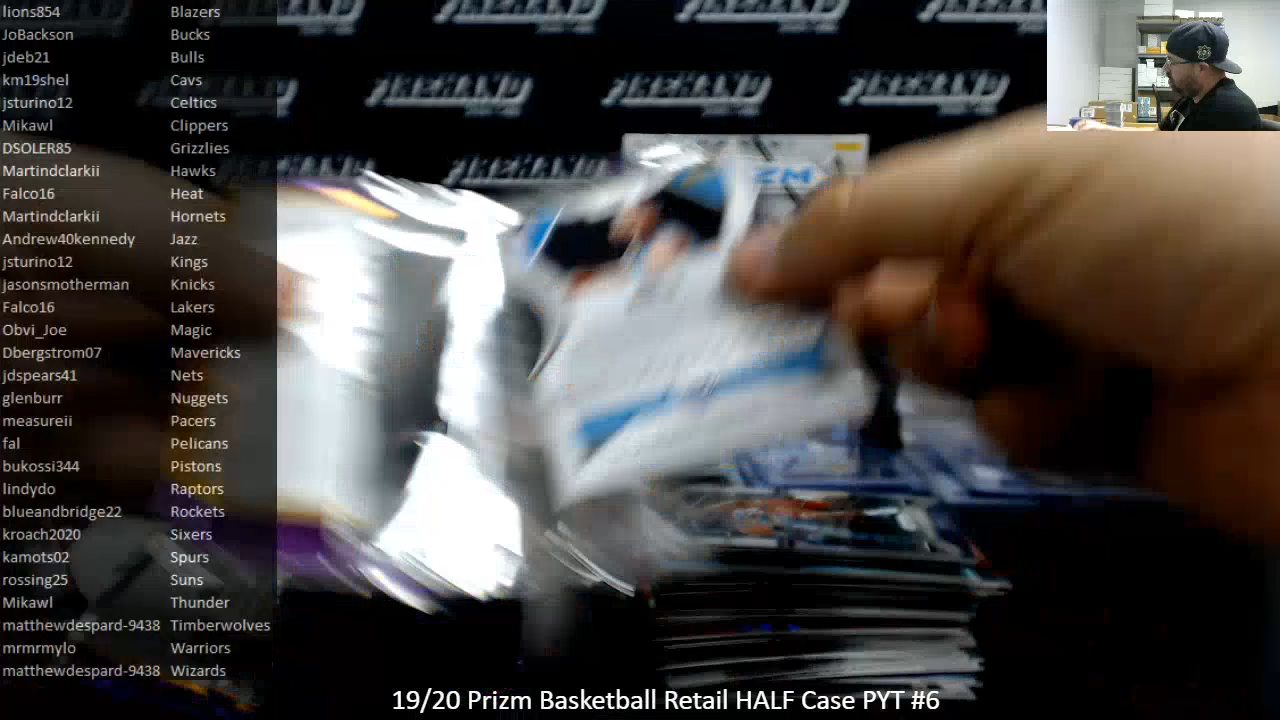 lions854 Blazers
JoBackson Bucks
jdeb21 Bulls
km19shel Cavs
jsturino12 Celtics
Mikawl Clippers
DSOLER85 Grizzlies
Martindclarkii Hawks
Falco16 Heat
Martindclarkii Hornets
Andrew40kennedy Jazz
jsturino12 Kings
jasonsmotherman Knicks
Falco16 Lakers
Obvi_Joe Magic
Dbergstrom07 Mavericks
jdspears41 Nets
glenburr Nuggets
measureii Pacers
fal Pelicans
bukossi344 Pistons
lindydo Raptors
blueandbridge22 Rockets
kroach2020 Sixers
kamots02 Spurs
rossing25 Suns
Mikawl Thunder
matthewdespard-9438 Timberwolves
mrmrmylo Warriors
matthewdespard-9438 Wizards
19/20 Prizm Basketball Retail HALF Case PYT #6